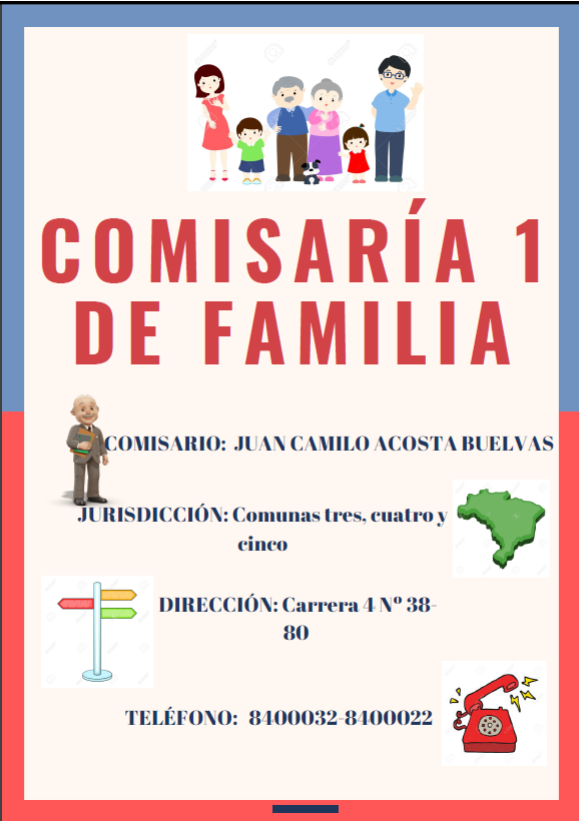 COMISARÍA 1
DE FAMILIA
COMISARIO: JUAN CAMILO ACOSTA BUELVAS
JURISDICCIÓN: Comunas tres, cuatro y
cinco
DIRECCIÓN: Carrera 4 Nº 38-
80
TELÉFONO: 8400032-8400022